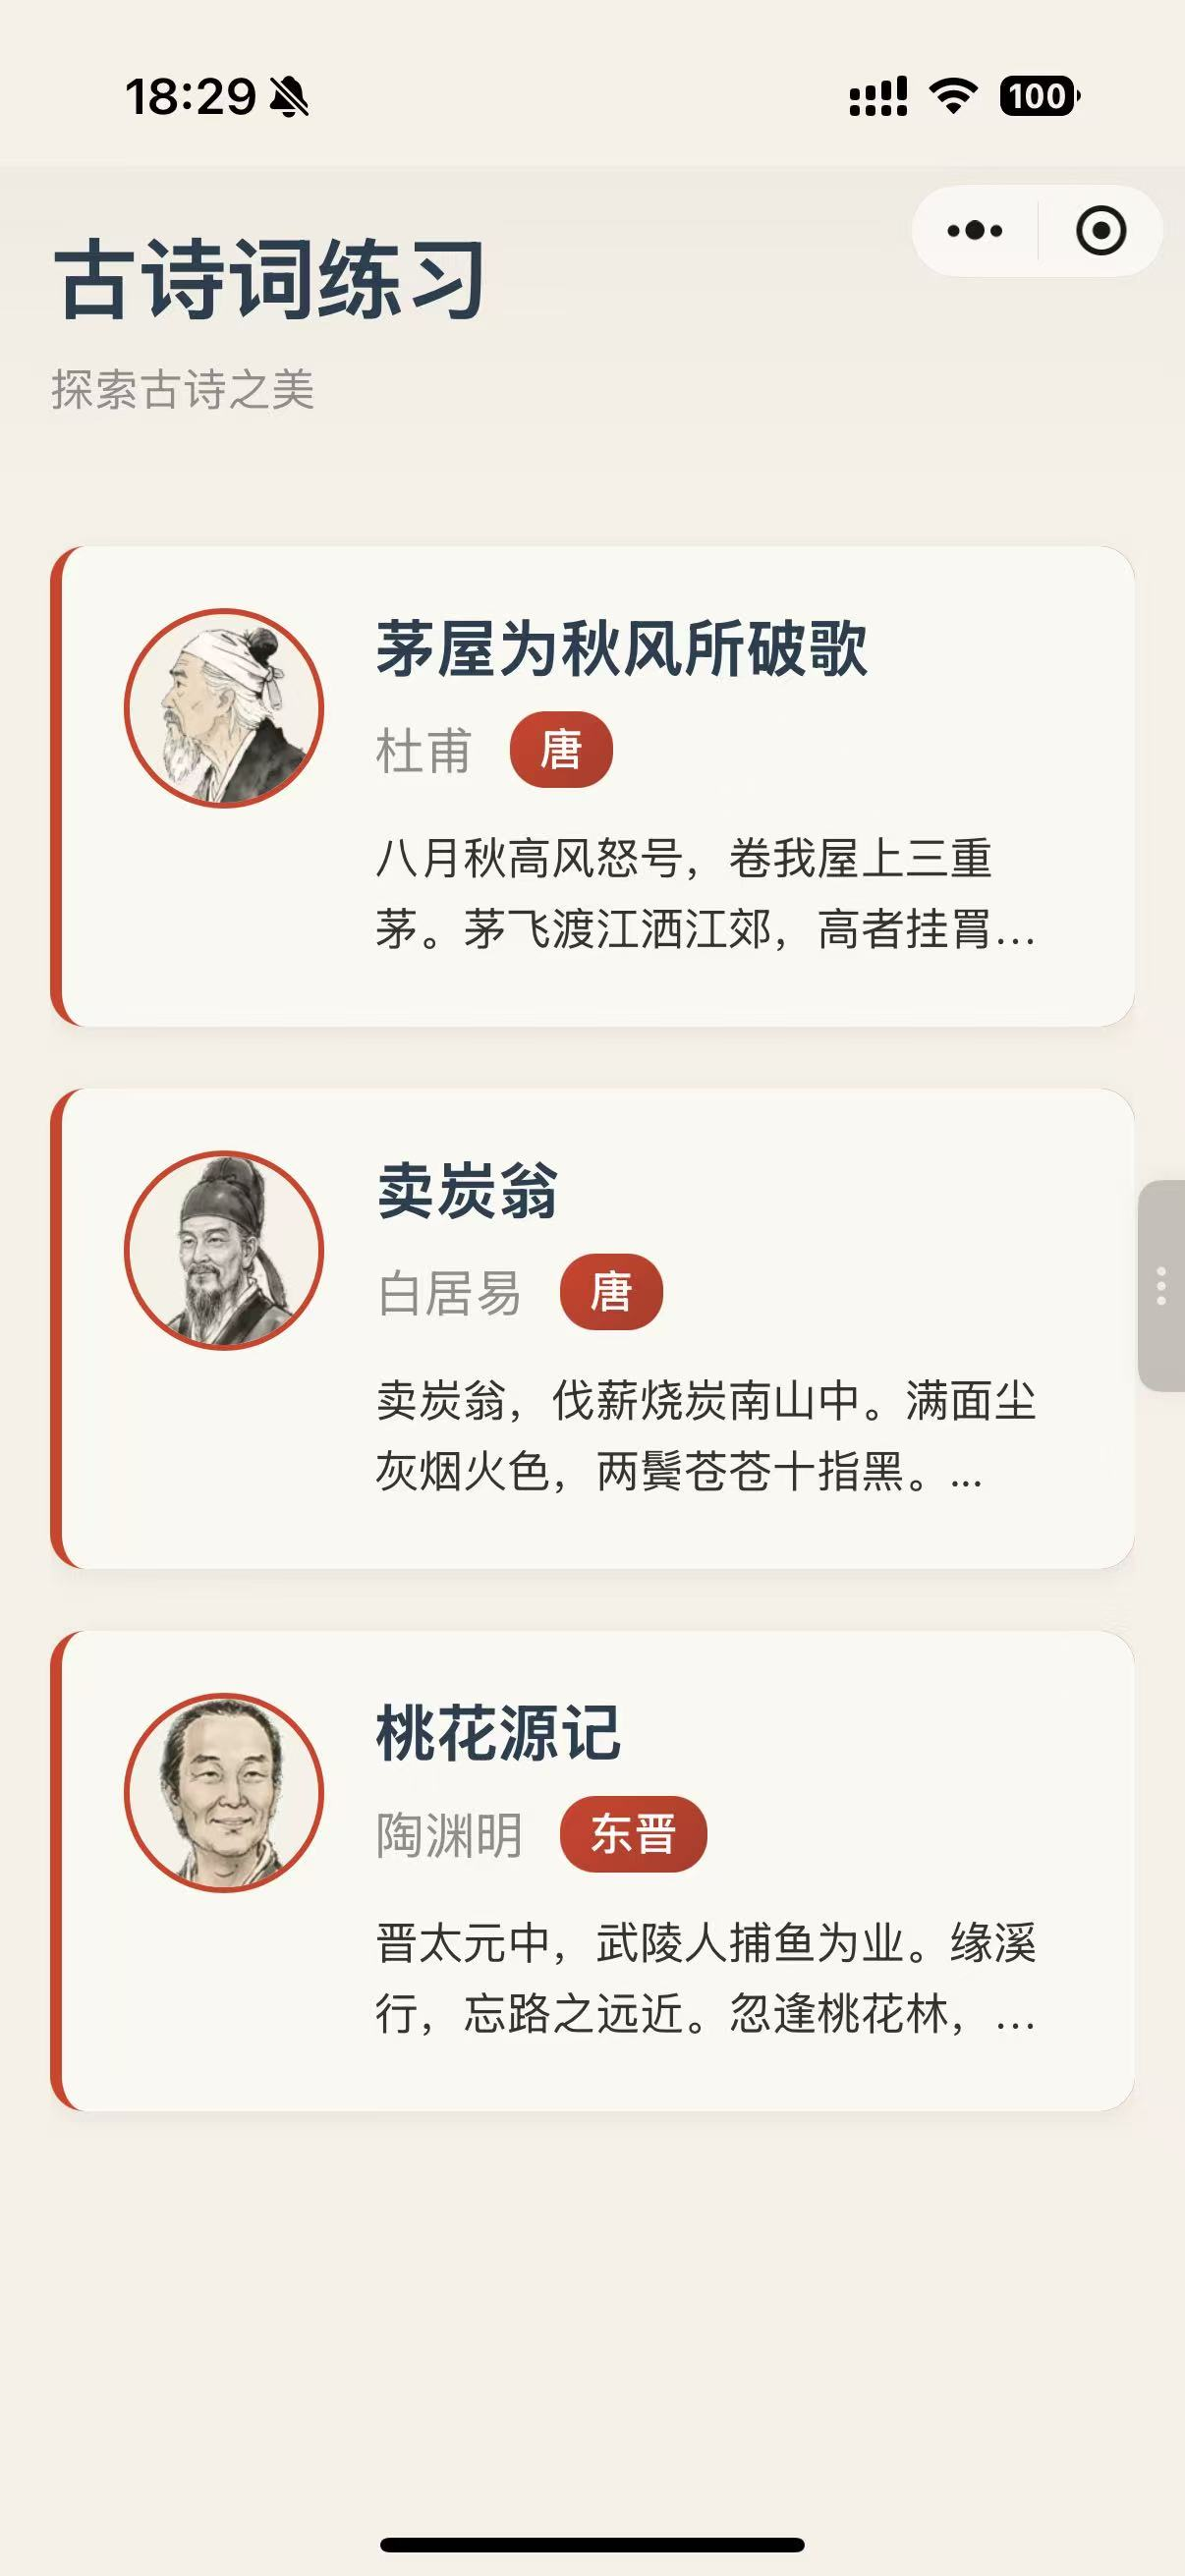 18:29
100
古诗词练习
探索古诗之美
茅屋为秋风所破歌
杜甫 唐
八月秋高风怒号，卷我屋上三重
茅。茅飞渡江洒江郊，高者挂罥...
卖炭翁
白居易 唐
卖炭翁，伐薪烧炭南山中。满面尘
灰烟火色，两鬓苍苍十指黑。...
桃花源记
陶渊明 东晋
晋太元中，武陵人捕鱼为业。缘溪
行，忘路之远近。忽逢桃花林，...